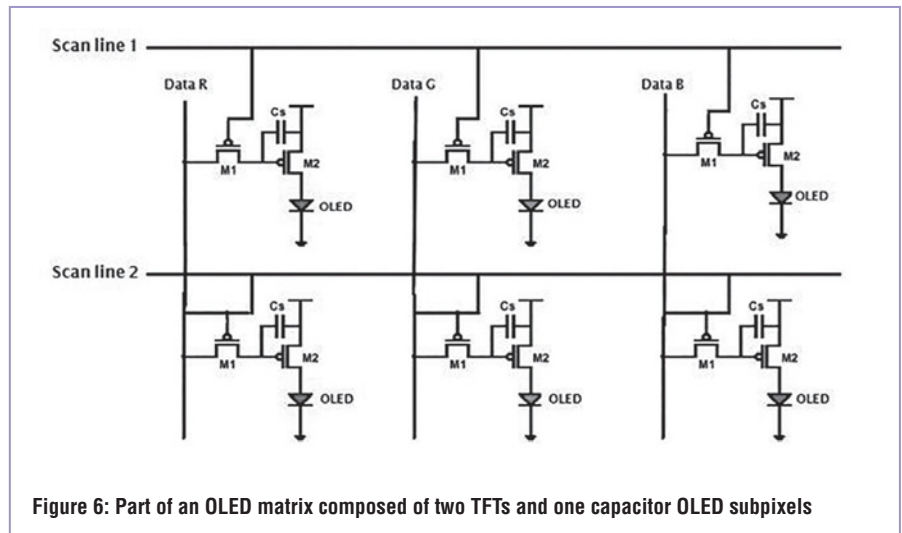 Scan line 1
Data R
Data G
Data B
Cs
M1
M2
OLED
Cs
M1
M2
OLED
Cs
M1
M2
OLED
Scan line 2
Cs
M1
M2
OLED
Cs
M1
M2
OLED
Cs
M1
M2
OLED
Figure 6: Part of an OLED matrix composed of two TFTs and one capacitor OLED subpixels